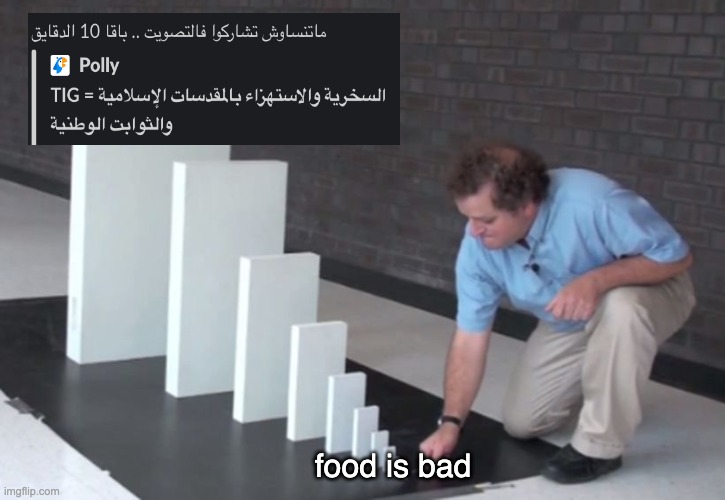 ماتنساوش تشاركوا فالتصويت .. باقا 10 الدقايق
Polly
TIG = السخرية والاستهزاء بالمقدسات الإسلامية
والثوابت الوطنية
food is bad
imgflip.com